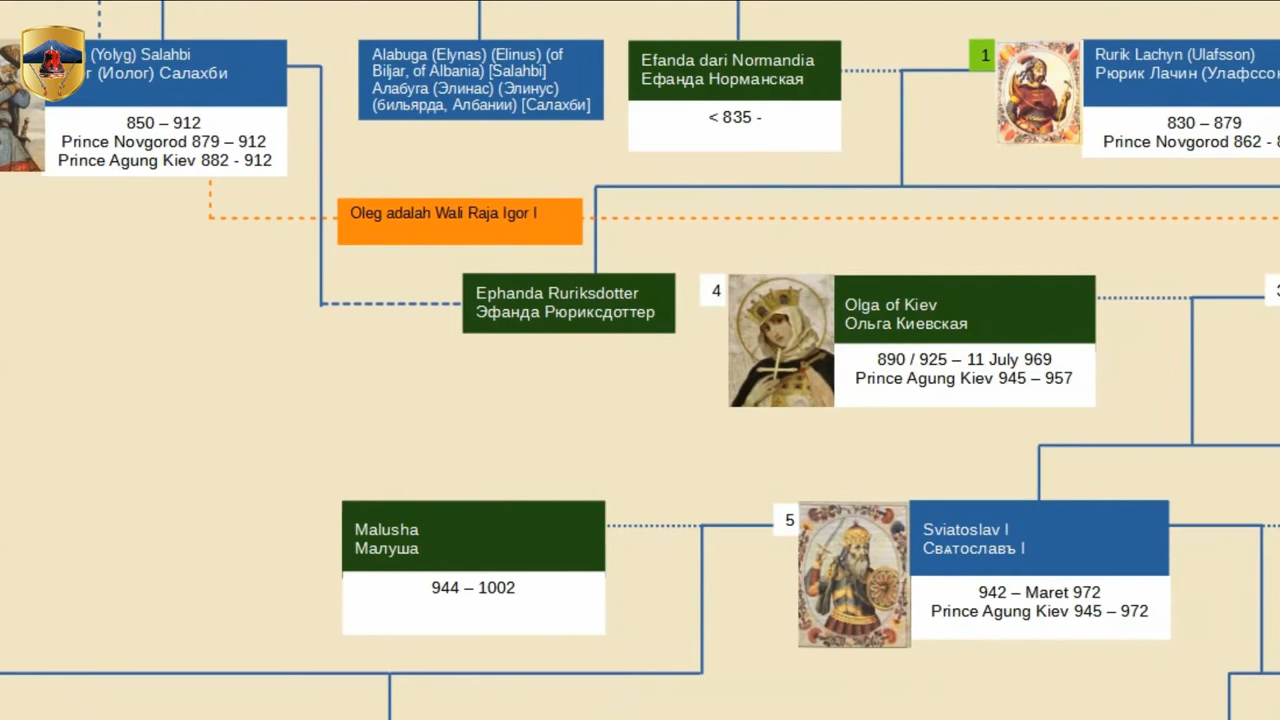 (Yolyg) Salahbi
г (Иолог) Салахби
850 – 912
Prince Novgorod 879 – 912
Prince Agung Kiev 882 - 912
Alabuga (Elynas) (Elinus) (of
Biljar, of Albania) [Salahbi]
Алабуга (Элинас) (Элинус)
(бильярда, Албании) [Салахби]
Efanda dari Normandia
Ефанда Норманская
< 835 -
1
Rurik Lachyn (Ulafsson)
Рюрик Лачин (Улафссон
830 – 879
Prince Novgorod 862 - 8
Oleg adalah Wali Raja Igor I
Ephanda Ruriksdotter
Эфанда Рюриксдоттер
4
Olga of Kiev
Ольга Киевская
890 / 925 – 11 July 969
Prince Agung Kiev 945 – 957
3
Malusha
Малуша
944 – 1002
5
Sviatoslav I
Свѧтославъ I
942 – Maret 972
Prince Agung Kiev 945 – 972